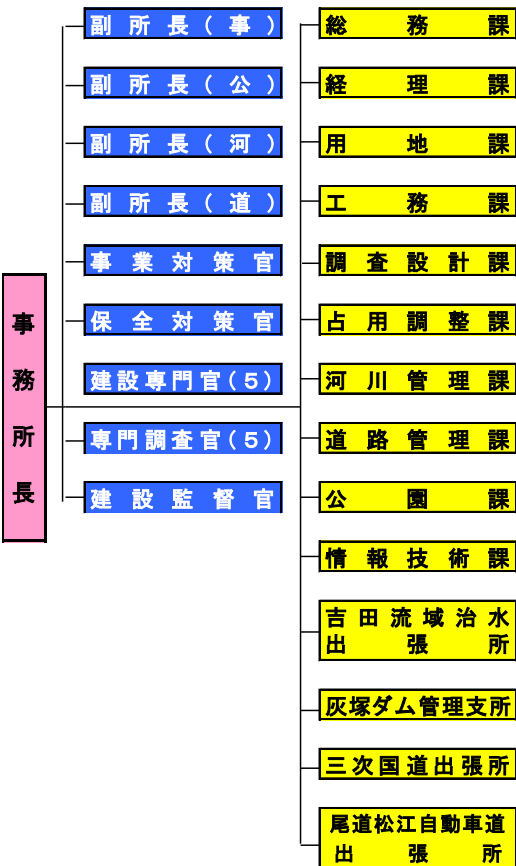 事務所長
副所長(事)
副所長(公)
副所長(河)
副所長(道)
事業対策官
保全対策官
建設専門官(5)
専門調査官(5)
建設監督官
総務課
経理課
用地課
工務課
調査設計課
占用調整課
河川管理課
道路管理課
公園課
情報技術課
吉田流域治水
出張所
灰塚ダム管理支所
三次国道出張所
尾道松江自動車道
出張所